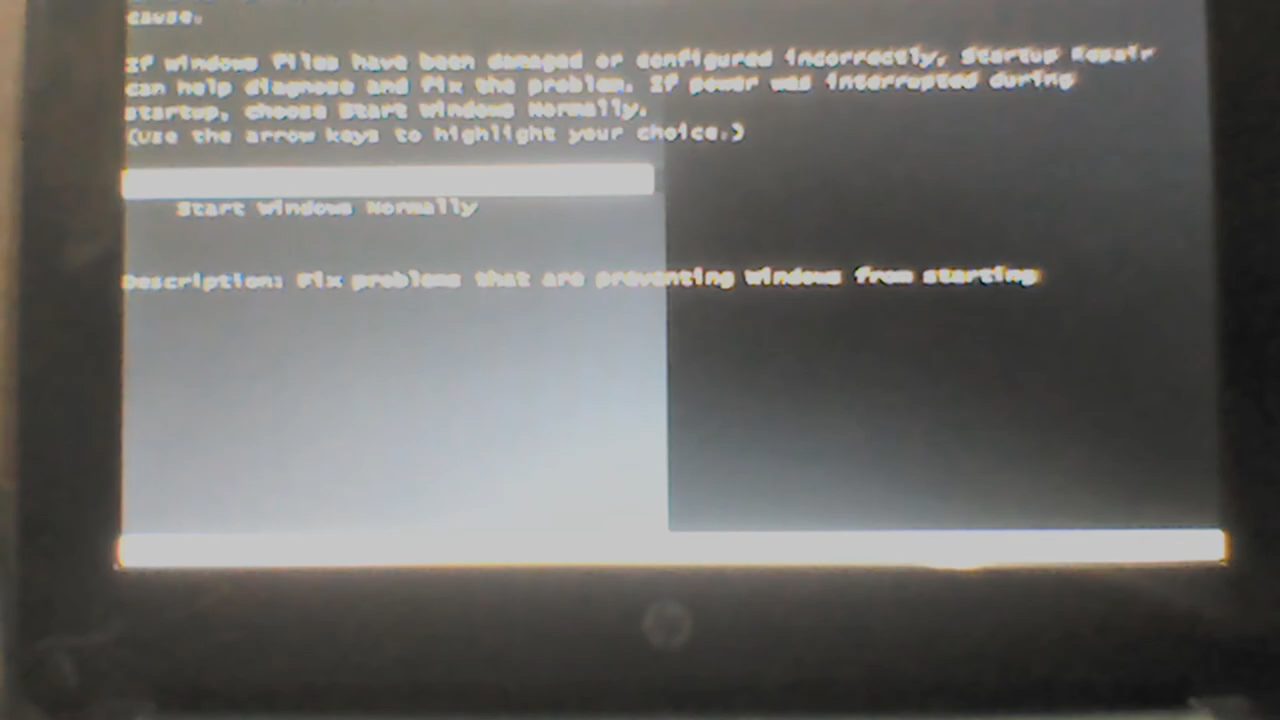 cause.
If Windows files have been damaged or configured incorrectly, Startup Repair
can help diagnose and fix the problem. If power was interrupted during
startup, choose Start Windows Normally.
(Use the arrow keys to highlight your choice.)
Start Windows Normally
Description: Fix problems that are preventing Windows from starting